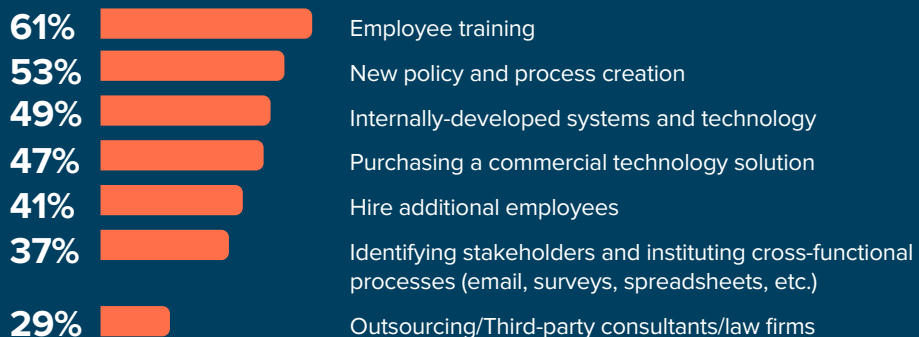 61% Employee training
53% New policy and process creation
49% Internally-developed systems and technology
47% Purchasing a commercial technology solution
41% Hire additional employees
37% Identifying stakeholders and instituting cross-functional
processes (email, surveys, spreadsheets, etc.)
29% Outsourcing/Third-party consultants/law firms